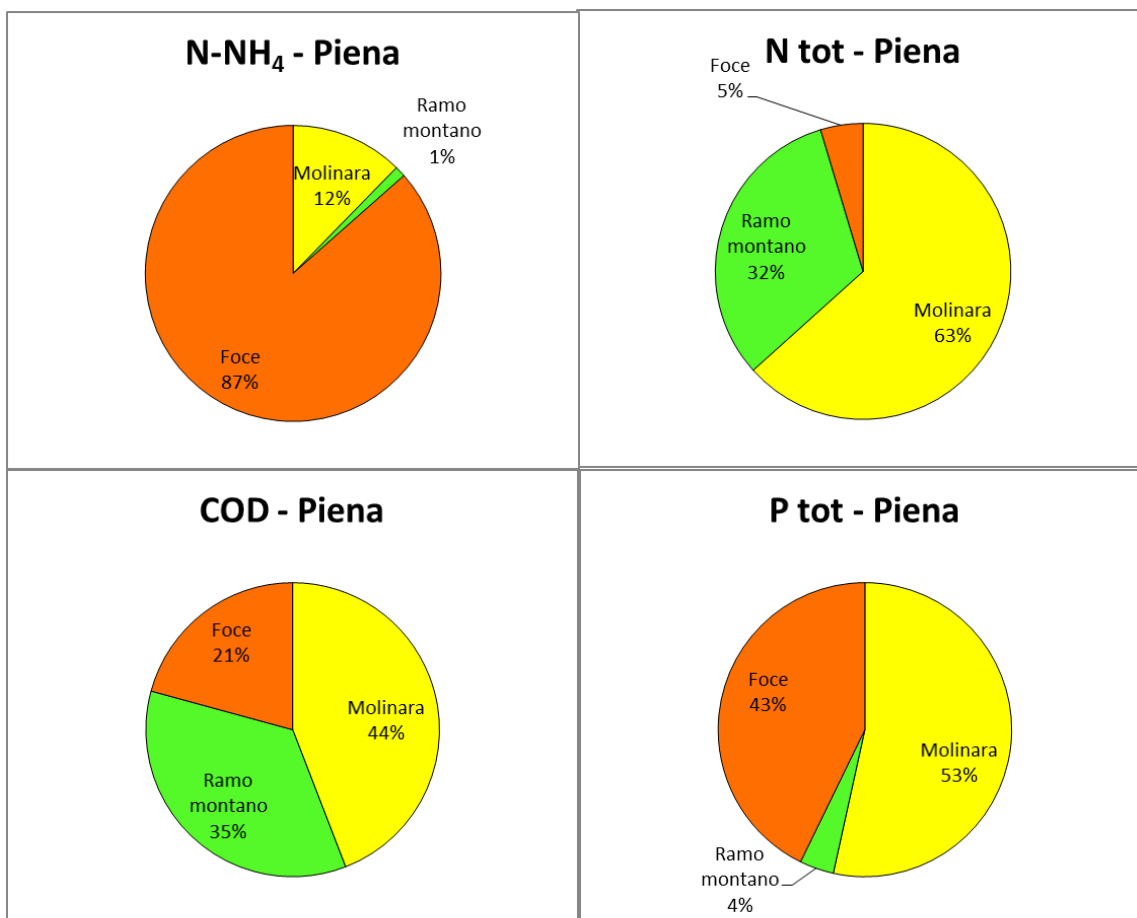 N-NH₄ - Piena
Ramo
montano
1%
Molinara
12%
Foce
87%
N tot - Piena
Foce
5%
Ramo
montano
32%
Molinara
63%
COD - Piena
Foce
21%
Molinara
44%
Ramo
montano
35%
P tot - Piena
Foce
43%
Molinara
53%
Ramo
montano
4%